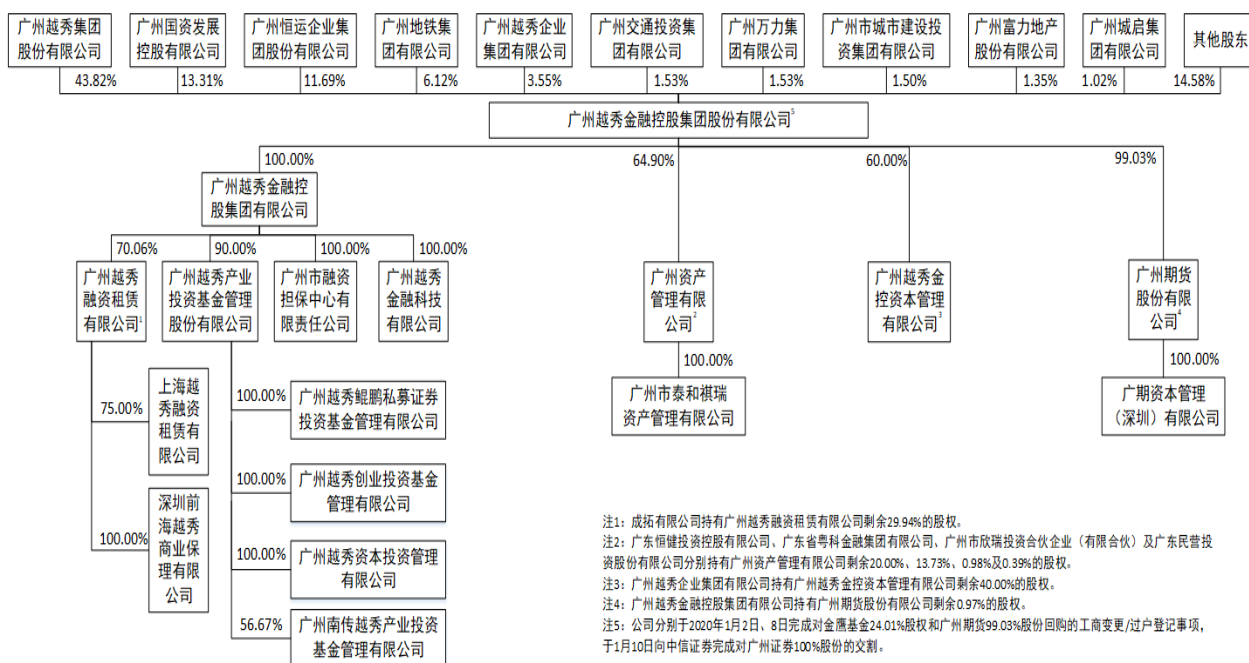 广州越秀集团
股份有限公司
广州国资发展
控股有限公司
广州恒运企业集
团股份有限公司
广州地铁集
团有限公司
广州越秀企业
集团有限公司
广州交通投资集
团有限公司
广州万力集
团有限公司
广州市城市建设投
资集团有限公司
广州富力地产
股份有限公司
广州城启集
团有限公司
其他股东
43.82%
13.31%
11.69%
6.12%
3.55%
1.53%
1.53%
1.50%
1.35%
1.02%
14.58%
广州越秀金融控股集团股份有限公司5
100.00%
64.90%
60.00%
99.03%
广州越秀金融控
股集团有限公司
70.06%
90.00%
100.00%
100.00%
广州越秀
融资租赁
有限公司1
广州越秀产业
投资基金管理
股份有限公司
广州市融资
担保中心有
限责任公司
广州越秀
金融科技
有限公司
广州资产
管理有限
公司2
广州越秀金
控资本管理
有限公司3
广州期货
股份有限
公司4
100.00%
100.00%
广州市泰和祺瑞
资产管理有限公司
广期资本管理
（深圳）有限公司
75.00%
上海越
秀融资
租赁有
限公司
100.00%
深圳前
海越秀
商业保
理有限
公司
100.00%
广州越秀鲲鹏私募证券
投资基金管理有限公司
100.00%
广州越秀创业投资基金
管理有限公司
100.00%
广州越秀资本投资管理
有限公司
56.67%
广州南传越秀产业投资
基金管理有限公司
注1：成拓有限公司持有广州越秀融资租赁有限公司剩余29.94%的股权。
注2：广东恒健投资控股有限公司、广东省粤科金融集团有限公司、广州市欣瑞投资合伙企业（有限合伙）及广东民营投
资股份有限公司分别持有广州资产管理有限公司剩余20.00%、13.73%、0.98%及0.39%的股权。
注3：广州越秀企业集团有限公司持有广州越秀金控资本管理有限公司剩余40.00%的股权。
注4：广州越秀金融控股集团有限公司持有广州期货股份有限公司剩余0.97%的股权。
注5：公司分别于2020年1月2日、8日完成对金鹰基金24.01%股权和广州期货99.03%股份回购的工商变更/过户登记事项，
于1月10日向中信证券完成对广州证券100%股份的交割。